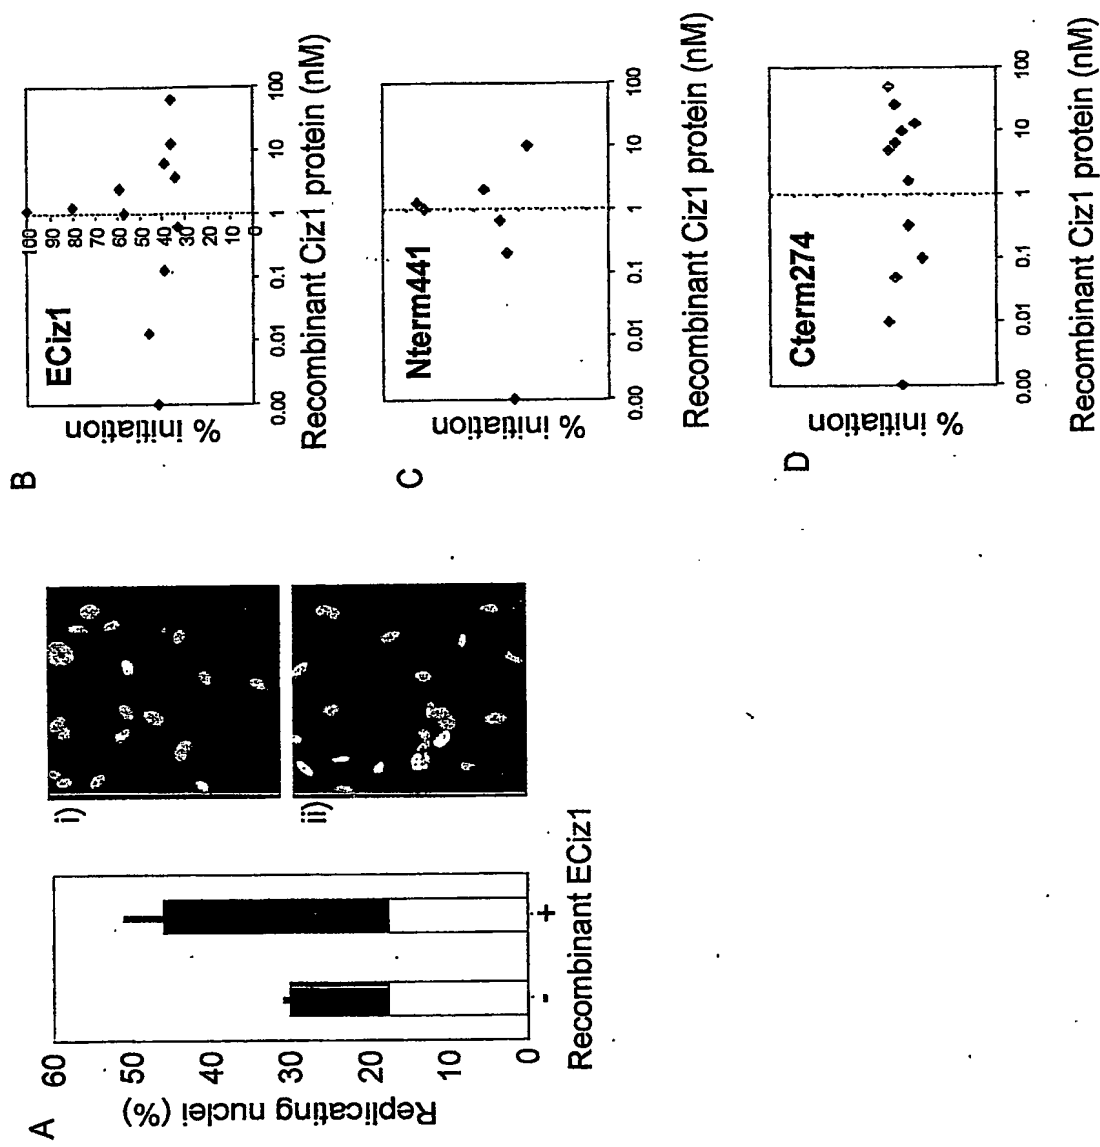 A
Replicating nuclei (%)
60
50
40
30
20
10
0
-
+
Recombinant ECiz1
i)
ii)
B
% initiation
ECiz1
100
90
80
70
60
50
40
30
20
10
0
0.00
0.01
0.1
1
10
100
Recombinant Ciz1 protein (nM)
C
% initiation
Nterm441
0.00
0.01
0.1
1
10
100
Recombinant Ciz1 protein (nM)
D
% initiation
Cterm274
0.00
0.01
0.1
1
10
100
Recombinant Ciz1 protein (nM)